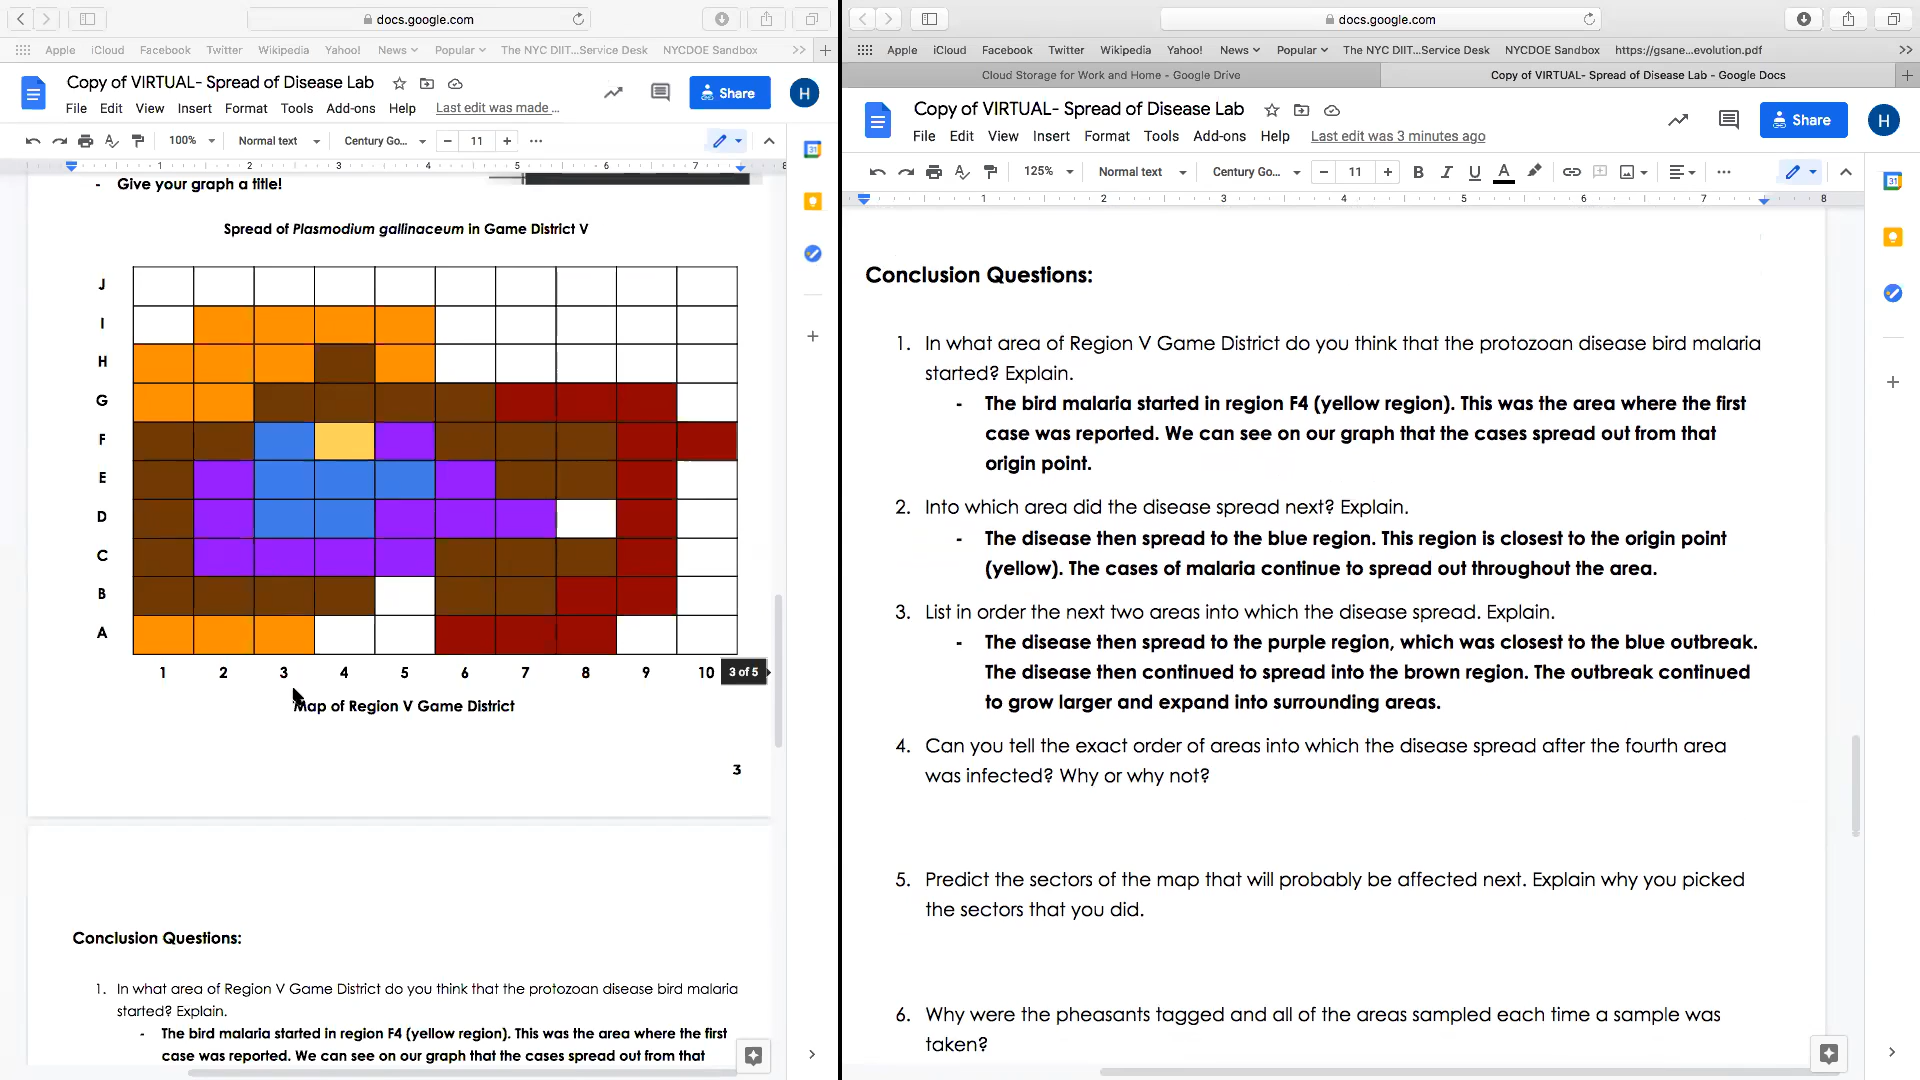 docs.google.com
Apple iCloud Facebook Twitter Wikipedia Yahoo! News Popular The NYC DIIT...Service Desk NYCDOE Sandbox
Copy of VIRTUAL- Spread of Disease Lab
File Edit View Insert Format Tools Add-ons Help Last edit was made ...
Share
H
100% Normal text Century Go... 11
1 2 3 4 5 6 7 8
- Give your graph a title!
Spread of Plasmodium gallinaceum in Game District V
J
I
H
G
F
E
D
C
B
A
1 2 3 4 5 6 7 8 9 10
3 of 5
Map of Region V Game District
3
Conclusion Questions:
1. In what area of Region V Game District do you think that the protozoan disease bird malaria
started? Explain.
- The bird malaria started in region F4 (yellow region). This was the area where the first
case was reported. We can see on our graph that the cases spread out from that
docs.google.com
Apple iCloud Facebook Twitter Wikipedia Yahoo! News Popular The NYC DIIT...Service Desk NYCDOE Sandbox https://gsane...evolution.pdf
Cloud Storage for Work and Home - Google Drive
Copy of VIRTUAL- Spread of Disease Lab - Google Docs
Copy of VIRTUAL- Spread of Disease Lab
File Edit View Insert Format Tools Add-ons Help Last edit was 3 minutes ago
Share
H
125% Normal text Century Go... 11 B I U A
1 2 3 4 5 6 7 8
Conclusion Questions:
1. In what area of Region V Game District do you think that the protozoan disease bird malaria
started? Explain.
- The bird malaria started in region F4 (yellow region). This was the area where the first
case was reported. We can see on our graph that the cases spread out from that
origin point.
2. Into which area did the disease spread next? Explain.
- The disease then spread to the blue region. This region is closest to the origin point
(yellow). The cases of malaria continue to spread out throughout the area.
3. List in order the next two areas into which the disease spread. Explain.
- The disease then spread to the purple region, which was closest to the blue outbreak.
The disease then continued to spread into the brown region. The outbreak continued
to grow larger and expand into surrounding areas.
4. Can you tell the exact order of areas into which the disease spread after the fourth area
was infected? Why or why not?
5. Predict the sectors of the map that will probably be affected next. Explain why you picked
the sectors that you did.
6. Why were the pheasants tagged and all of the areas sampled each time a sample was
taken?